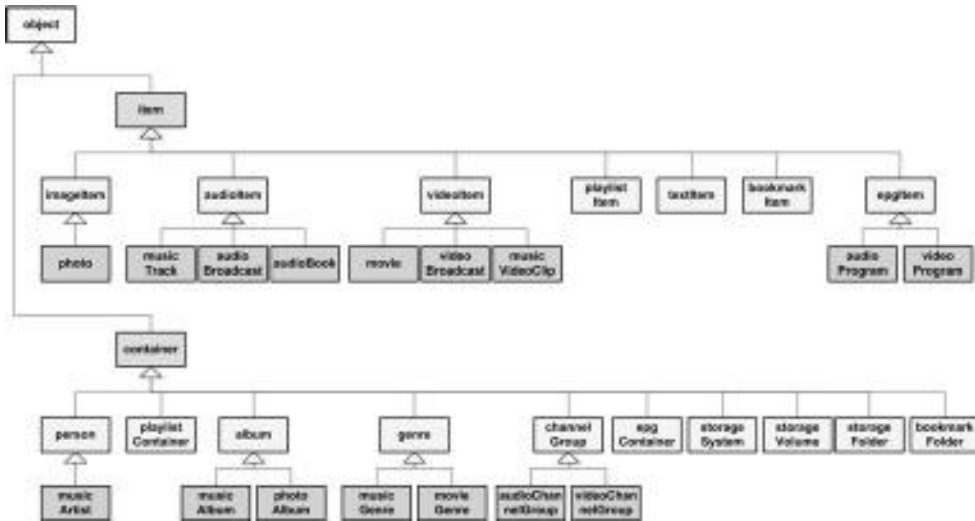 object
item
imageItem
audioItem
videoItem
playlist
Item
textItem
bookmark
Item
epgItem
photo
music
Track
audio
Broadcast
audioBook
movie
video
Broadcast
music
VideoClip
audio
Program
video
Program
container
person
playlist
Container
album
genre
channel
Group
epg
Container
storage
System
storage
Volume
storage
Folder
bookmark
Folder
music
Artist
music
Album
photo
Album
music
Genre
movie
Genre
audioChan
nelGroup
videoChan
nelGroup